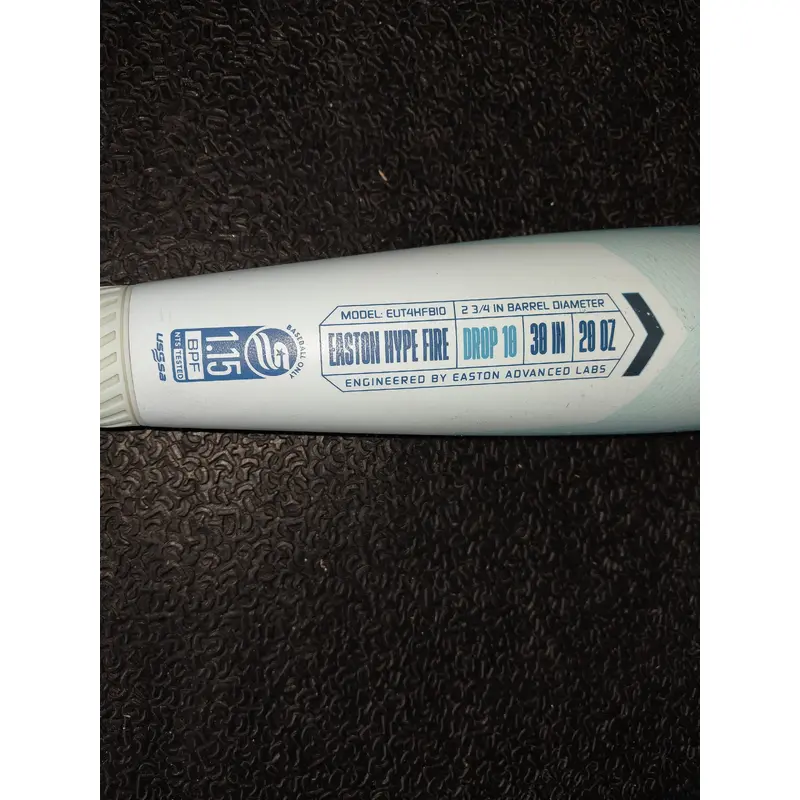 MODEL: EUT4HFB10
2 3/4 IN BARREL DIAMETER
EASTON HYPE FIRE
DROP 10
30 IN
20 OZ
ENGINEERED BY EASTON ADVANCED LABS
BASEBALL ONLY
1.15
BPF
NTS TESTED
USSSA